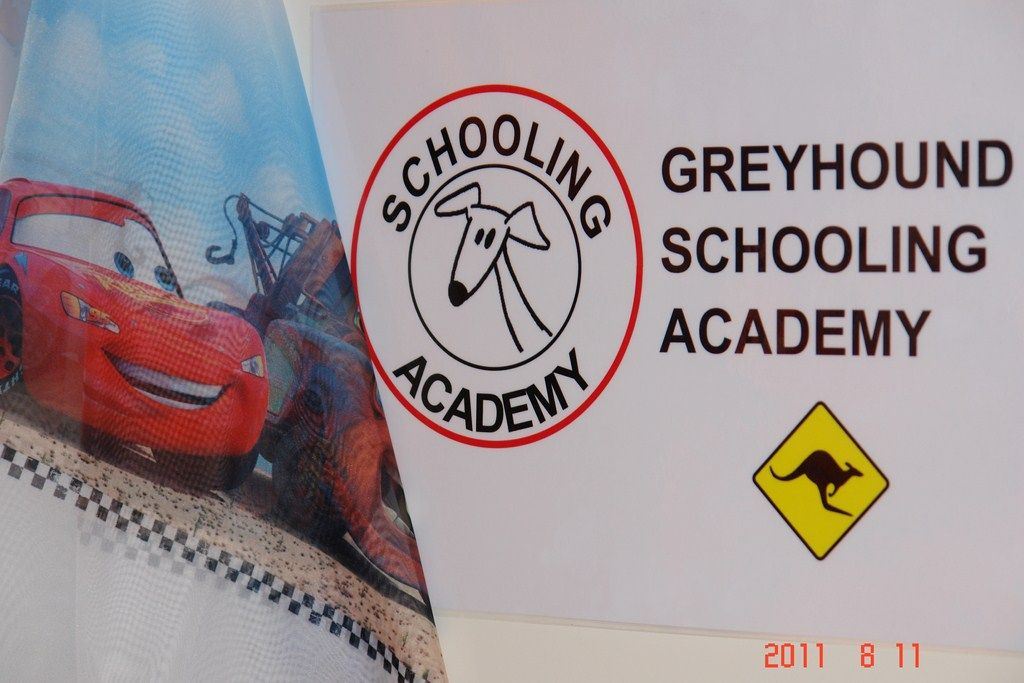 SCHOOLING
ACADEMY
GREYHOUND
SCHOOLING
ACADEMY
2011 8 11